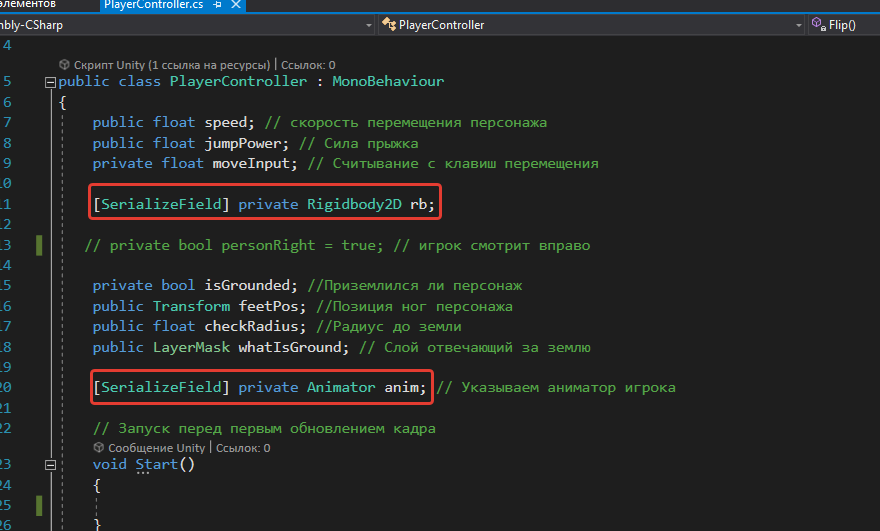 элементов PlayerController.cs
mbly-CSharp PlayerController Flip()
4
Скрипт Unity (1 ссылка на ресурсы) | Ссылок: 0
5 public class PlayerController : MonoBehaviour
6 {
7 public float speed; // скорость перемещения персонажа
8 public float jumpPower; // Сила прыжка
9 private float moveInput; // Считывание с клавиш перемещения
10
11 [SerializeField] private Rigidbody2D rb;
12
13 // private bool personRight = true; // игрок смотрит вправо
14
15 private bool isGrounded; //Приземлился ли персонаж
16 public Transform feetPos; //Позиция ног персонажа
17 public float checkRadius; //Радиус до земли
18 public LayerMask whatIsGround; // Слой отвечающий за землю
19
20 [SerializeField] private Animator anim; // Указываем аниматор игрока
21
22 // Запуск перед первым обновлением кадра
Сообщение Unity | Ссылок: 0
23 void Start()
24 {
25
26 }